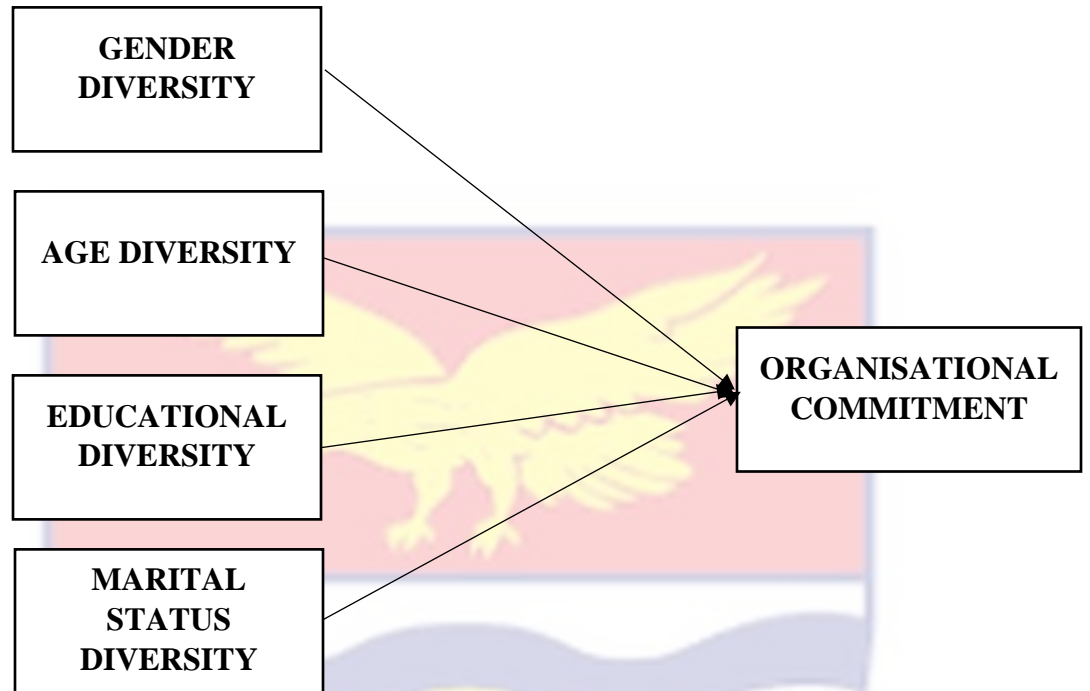 GENDER
DIVERSITY
AGE DIVERSITY
EDUCATIONAL
DIVERSITY
MARITAL
STATUS
DIVERSITY
ORGANISATIONAL
COMMITMENT